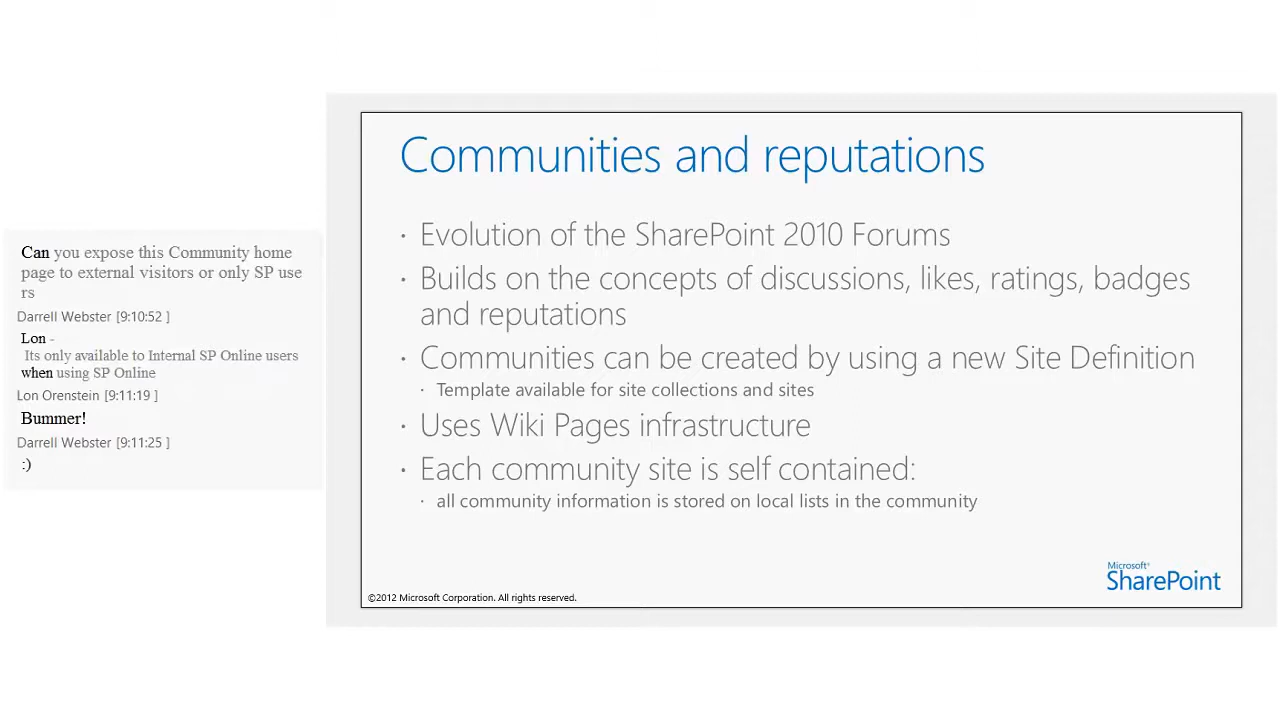 Can you expose this Community home
page to external visitors or only SP use
rs
Darrell Webster [9:10:52 ]
Lon -
Its only available to Internal SP Online users
when using SP Online
Lon Orenstein [9:11:19 ]
Bummer!
Darrell Webster [9:11:25 ]
:)
Communities and reputations
· Evolution of the SharePoint 2010 Forums
· Builds on the concepts of discussions, likes, ratings, badges
and reputations
· Communities can be created by using a new Site Definition
· Template available for site collections and sites
· Uses Wiki Pages infrastructure
· Each community site is self contained:
· all community information is stored on local lists in the community
©2012 Microsoft Corporation. All rights reserved.
Microsoft®
SharePoint